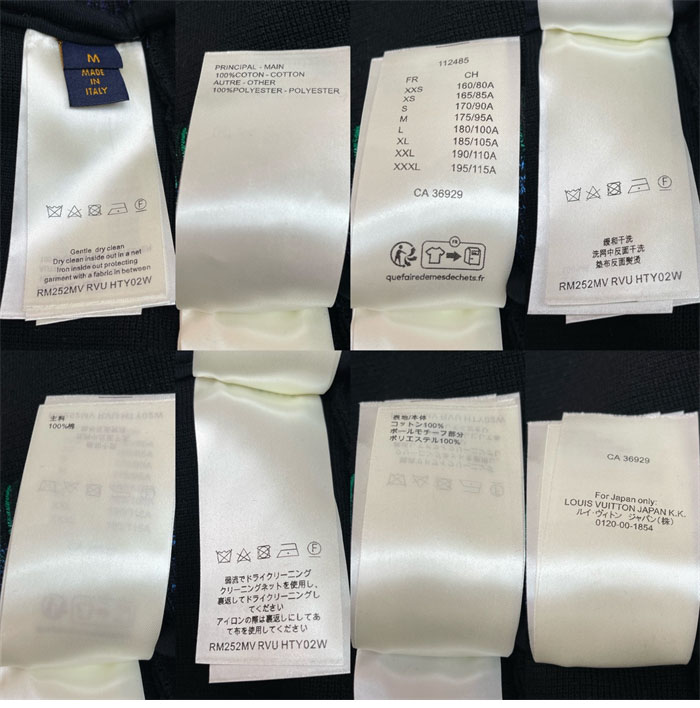 M
MADE
IN
ITALY
Gentle dry clean
Dry clean inside out in a net
Iron inside out protecting
garment with a fabric in between
RM252MV RVU HTY02W
PRINCIPAL - MAIN
100%COTON - COTTON
AUTRE - OTHER
100%POLYESTER - POLYESTER
112485
FR CH
XXS 160/80A
XS 165/85A
S 170/90A
M 175/95A
L 180/100A
XL 185/105A
XXL 190/110A
XXXL 195/115A
CA 36929
FR
quefairedemesdechets.fr
緩和干洗
洗网中反面干洗
垫布反面熨烫
RM252MV RVU HTY02W
主料
100%棉
弱流でドライクリーニング
クリーニングネットを使用し、
裏返してドライクリーニングし
てください
アイロンの際は裏返しにしてあ
て布を使用してください。
RM252MV RVU HTY02W
表地/本体
コットン100%
ポールモチーフ部分
ポリエステル100%
CA 36929
For Japan only:
LOUIS VUITTON JAPAN K.K.
ルイ・ヴィトン ジャパン(株)
0120-00-1854